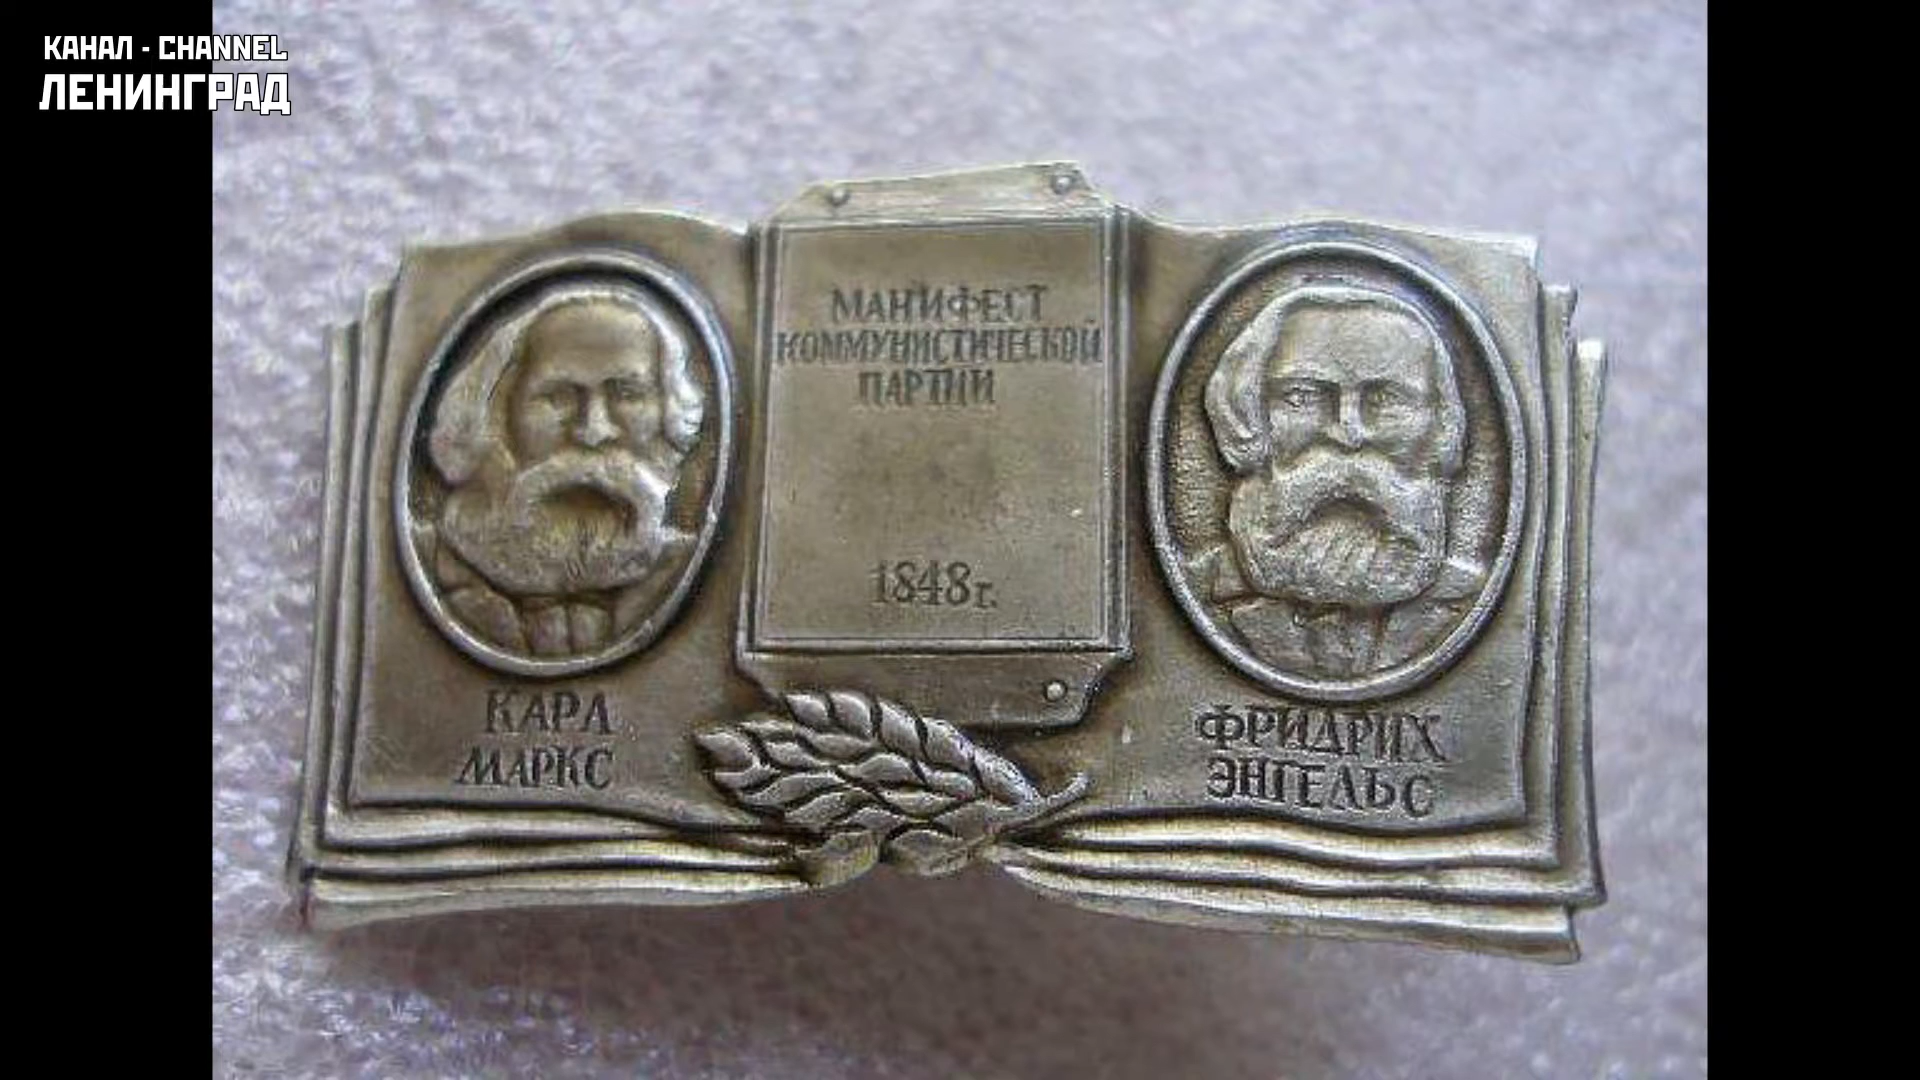 КАНАЛ - CHANNEL
ЛЕНИНГРАД
МАНИФЕСТ
КОММУНИСТИЧЕСКОЙ
ПАРТИИ
1848г.
КАРЛ
МАРКС
ФРИДРИХ
ЭНГЕЛЬС